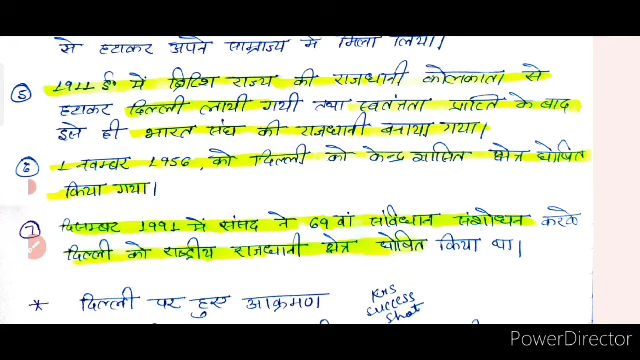 से हटाकर अपने साम्राज्य में मिला लिया।
⑤ 1911 ई० में ब्रिटिश राज्य की राजधानी कोलकाता से
हटाकर दिल्ली लायी गयी तथा स्वतंत्रता प्राप्ति के बाद
इसे ही भारत संघ की राजधानी बनाया गया।
⑥ 1 नवम्बर 1956, को दिल्ली को केन्द्र शासित क्षेत्र घोषित
किया गया।
⑦ दिसम्बर 1991 में संसद ने 69 वां संविधान संशोधन करके
दिल्ली को राष्ट्रीय राजधानी क्षेत्र घोषित किया था।
* दिल्ली पर हुए आक्रमण
KMS
success
shot
PowerDirector